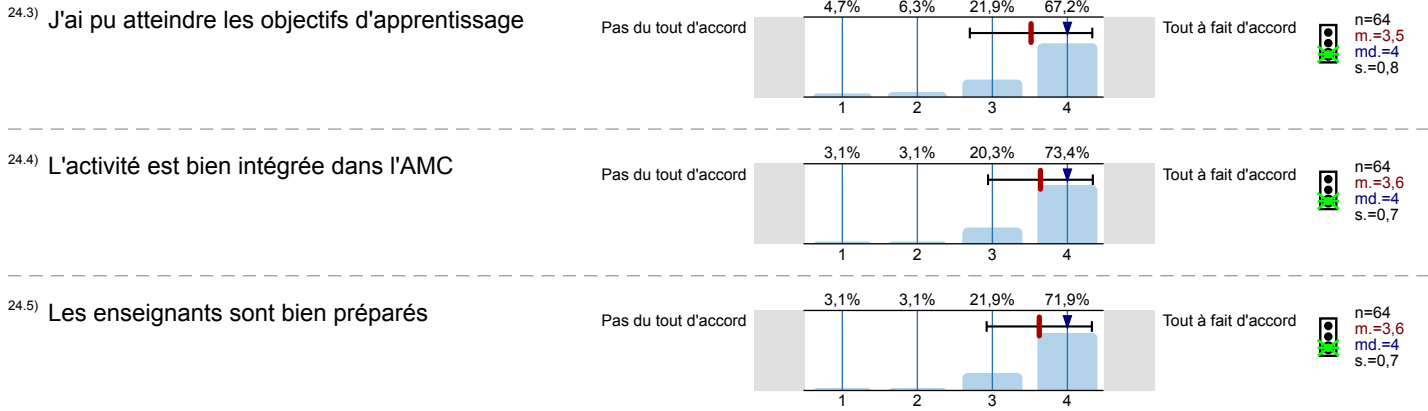 24.3) J'ai pu atteindre les objectifs d'apprentissage
4,7% 6,3% 21,9% 67,2%
Pas du tout d'accord Tout à fait d'accord
n=64
m.=3,5
md.=4
s.=0,8
1 2 3 4
24.4) L'activité est bien intégrée dans l'AMC
3,1% 3,1% 20,3% 73,4%
Pas du tout d'accord Tout à fait d'accord
n=64
m.=3,6
md.=4
s.=0,7
1 2 3 4
24.5) Les enseignants sont bien préparés
3,1% 3,1% 21,9% 71,9%
Pas du tout d'accord Tout à fait d'accord
n=64
m.=3,6
md.=4
s.=0,7
1 2 3 4